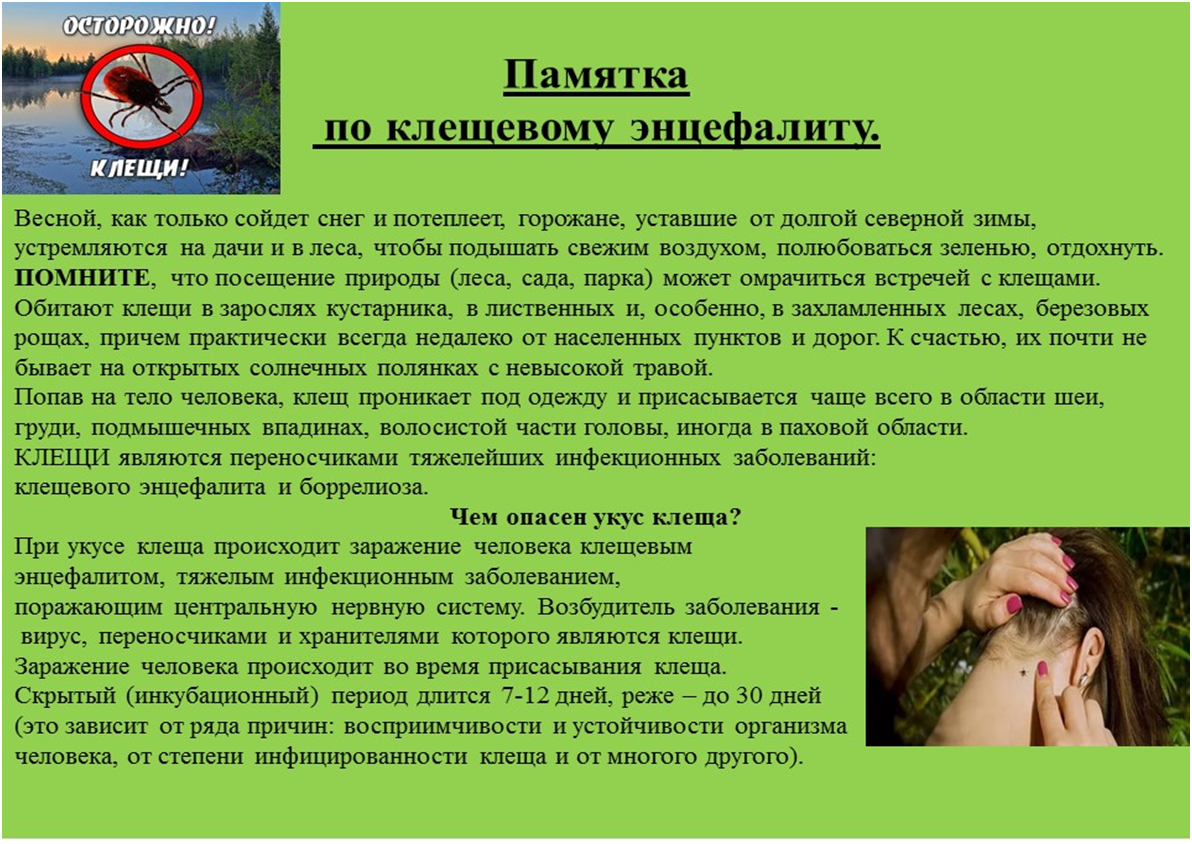 ОСТОРОЖНО!
КЛЕЩИ!
Памятка
по клещевому энцефалиту.
Весной, как только сойдет снег и потеплеет, горожане, уставшие от долгой северной зимы,
устремляются на дачи и в леса, чтобы подышать свежим воздухом, полюбоваться зеленью, отдохнуть.
ПОМНИТЕ, что посещение природы (леса, сада, парка) может омрачиться встречей с клещами.
Обитают клещи в зарослях кустарника, в лиственных и, особенно, в захламленных лесах, березовых
рощах, причем практически всегда недалеко от населенных пунктов и дорог. К счастью, их почти не
бывает на открытых солнечных полянках с невысокой травой.
Попав на тело человека, клещ проникает под одежду и присасывается чаще всего в области шеи,
груди, подмышечных впадинах, волосистой части головы, иногда в паховой области.
КЛЕЩИ являются переносчиками тяжелейших инфекционных заболеваний:
клещевого энцефалита и боррелиоза.
Чем опасен укус клеща?
При укусе клеща происходит заражение человека клещевым
энцефалитом, тяжелым инфекционным заболеванием,
поражающим центральную нервную систему. Возбудитель заболевания -
вирус, переносчиками и хранителями которого являются клещи.
Заражение человека происходит во время присасывания клеща.
Скрытый (инкубационный) период длится 7-12 дней, реже – до 30 дней
(это зависит от ряда причин: восприимчивости и устойчивости организма
человека, от степени инфицированности клеща и от многого другого).